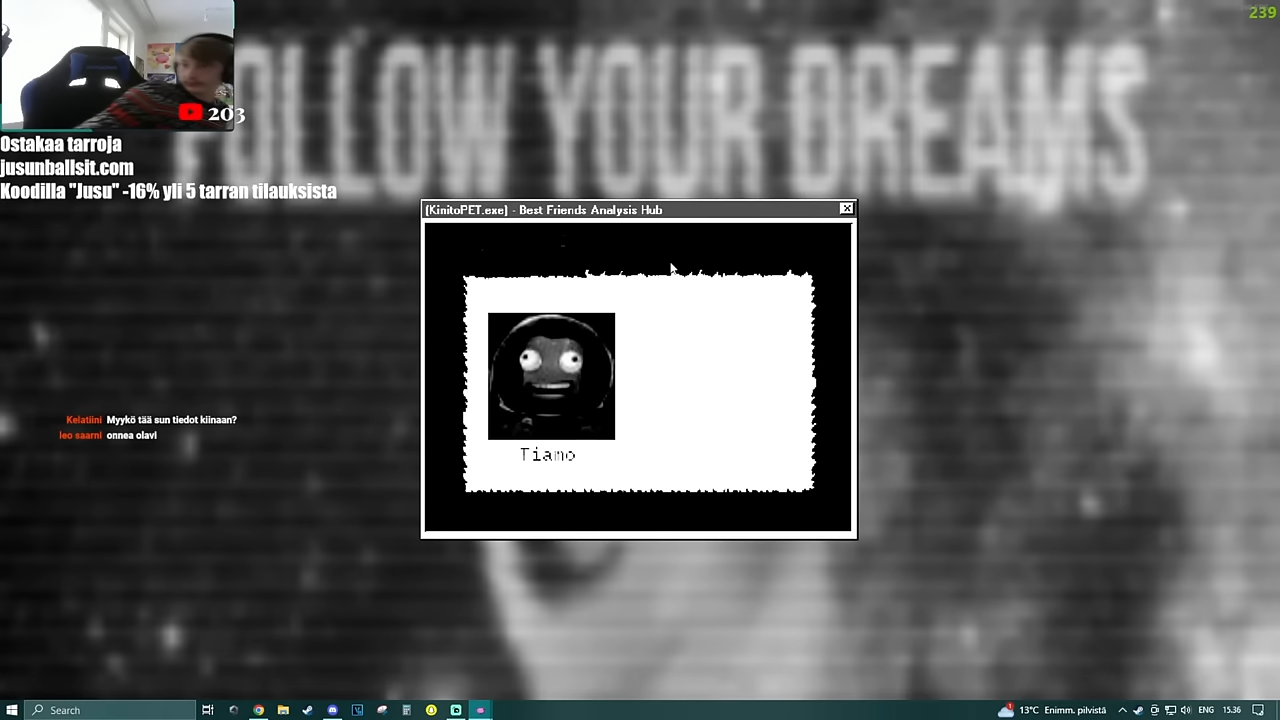 239
FOLLOW YOUR DREAMS
203
Ostakaa tarroja
jusunballsit.com
Koodilla "Jusu" -16% yli 5 tarran tilauksista
(KinitoPET.exe) - Best Friends Analysis Hub
Kelatiini Myykö tää sun tiedot kiinaan?
leo saarni onnea olavi
Tiamo
Search
13°C Enimm. pilvistä
ENG
15.36